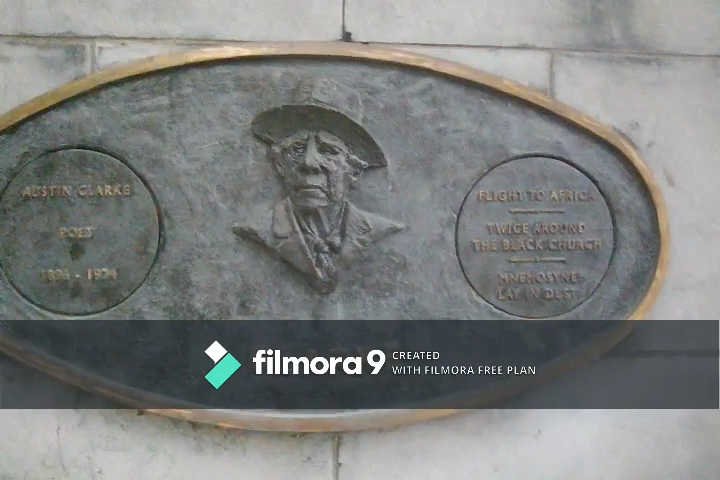 AUSTIN CLARKE
POET
1896 - 1974
FLIGHT TO AFRICA
TWICE AROUND
THE BLACK CHURCH
MNEMOSYNE
LAY IN DUST
filmora 9
CREATED
WITH FILMORA FREE PLAN